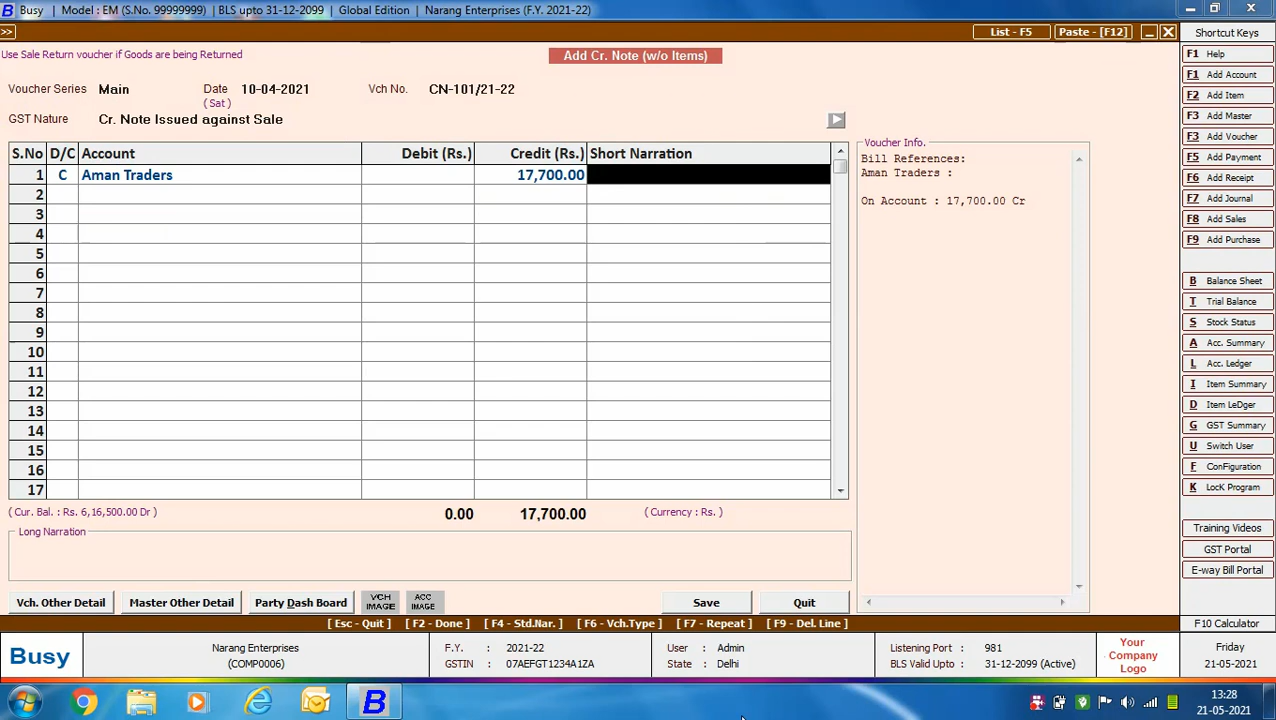 Busy Model : EM (S.No. 99999999) BLS upto 31-12-2099 Global Edition Narang Enterprises (F.Y. 2021-22)
>> List - F5 Paste - [F12]
Use Sale Return voucher if Goods are being Returned
Add Cr. Note (w/o Items)
Voucher Series Main Date 10-04-2021 Vch No. CN-101/21-22
( Sat )
GST Nature Cr. Note Issued against Sale
S.No D/C Account Debit (Rs.) Credit (Rs.) Short Narration
1 C Aman Traders 17,700.00
2
3
4
5
6
7
8
9
10
11
12
13
14
15
16
17
( Cur. Bal. : Rs. 6,16,500.00 Dr ) 0.00 17,700.00 ( Currency : Rs. )
Long Narration
Voucher Info.
Bill References:
Aman Traders :
On Account : 17,700.00 Cr
Vch. Other Detail Master Other Detail Party Dash Board VCH IMAGE ACC IMAGE Save Quit
[ Esc - Quit ] [ F2 - Done ] [ F4 - Std.Nar. ] [ F6 - Vch.Type ] [ F7 - Repeat ] [ F9 - Del. Line ]
Shortcut Keys
F1 Help
F1 Add Account
F2 Add Item
F3 Add Master
F3 Add Voucher
F5 Add Payment
F6 Add Receipt
F7 Add Journal
F8 Add Sales
F9 Add Purchase
B Balance Sheet
T Trial Balance
S Stock Status
A Acc. Summary
L Acc. Ledger
I Item Summary
D Item LeDger
G GST Summary
U Switch User
F ConFiguration
K LocK Program
Training Videos
GST Portal
E-way Bill Portal
F10 Calculator
Busy
Narang Enterprises
(COMP0006)
F.Y. : 2021-22
GSTIN : 07AEFGT1234A1ZA
User : Admin
State : Delhi
Listening Port : 981
BLS Valid Upto : 31-12-2099 (Active)
Your
Company
Logo
Friday
21-05-2021
13:28
21-05-2021